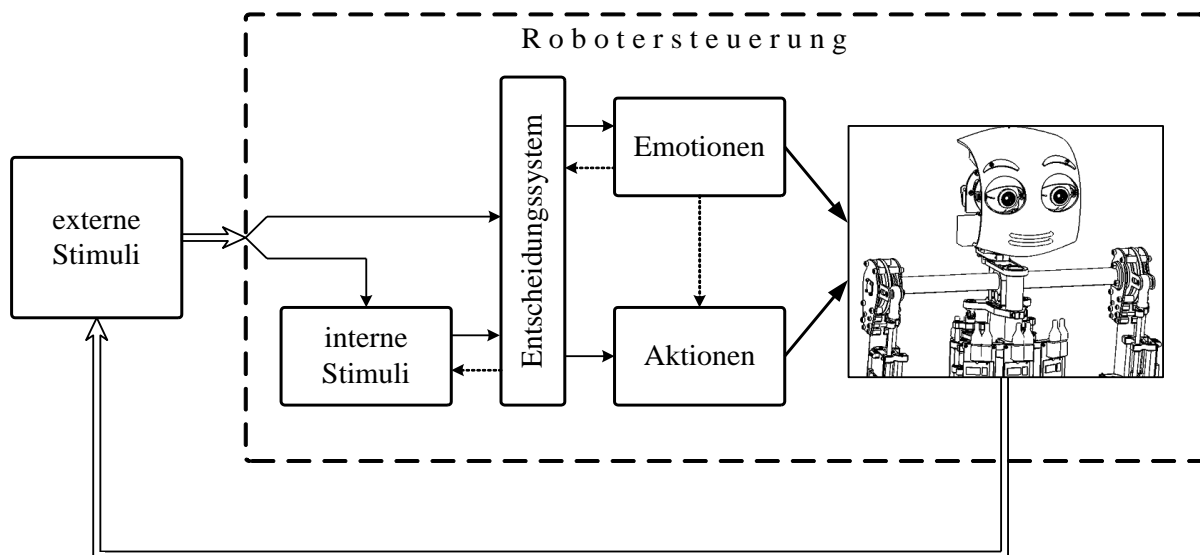 Robotersteuerung
externe
Stimuli
Entscheidungssystem
Emotionen
interne
Stimuli
Aktionen